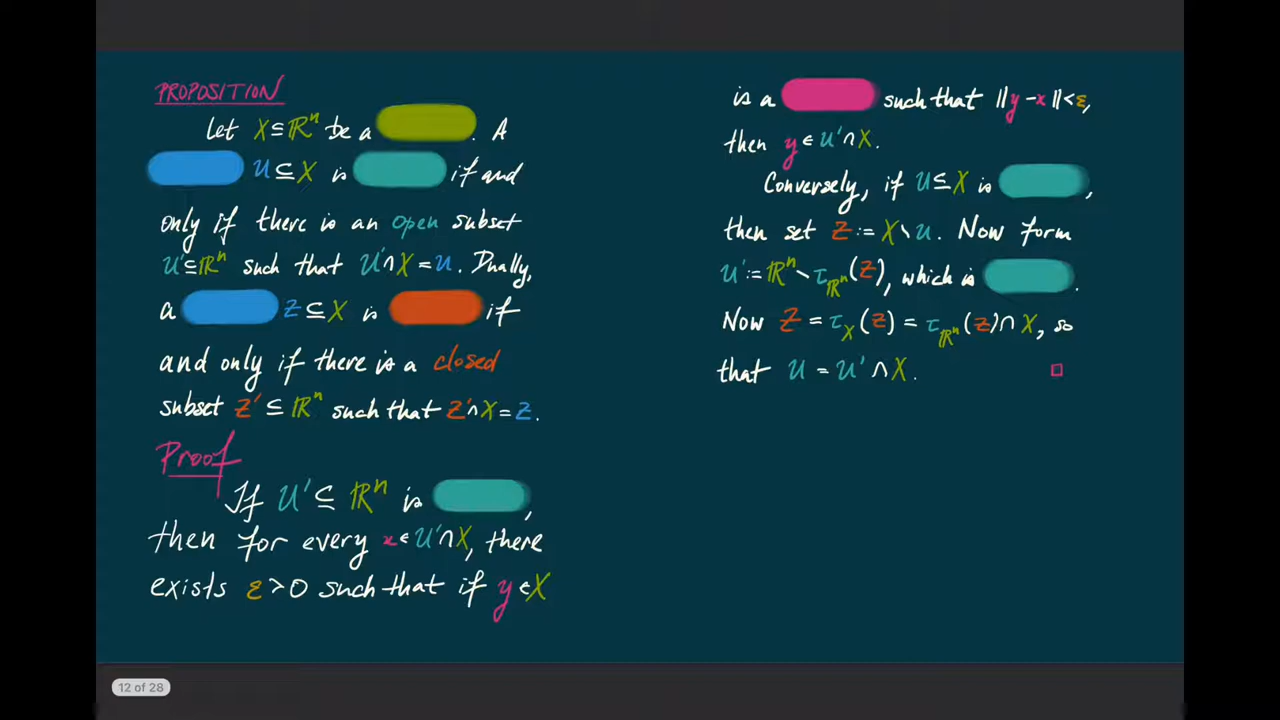 PROPOSITION
Let X ⊆ ℝⁿ be a . A
U ⊆ X is if and
only if there is an open subset
U' ⊆ ℝⁿ such that U' ∩ X = U. Dually,
a Z ⊆ X is if
and only if there is a closed
subset Z' ⊆ ℝⁿ such that Z' ∩ X = Z.
Proof
If U' ⊆ ℝⁿ is ,
then for every x ∈ U' ∩ X, there
exists ε > 0 such that if y ∈ X
is a such that ||y - x|| < ε,
then y ∈ U' ∩ X.
Conversely, if U ⊆ X is ,
then set Z := X \ U. Now form
U' := ℝⁿ \ τ_ℝⁿ(Z), which is .
Now Z = τ_X(Z) = τ_ℝⁿ(Z) ∩ X, so
that U = U' ∩ X. □
12 of 28